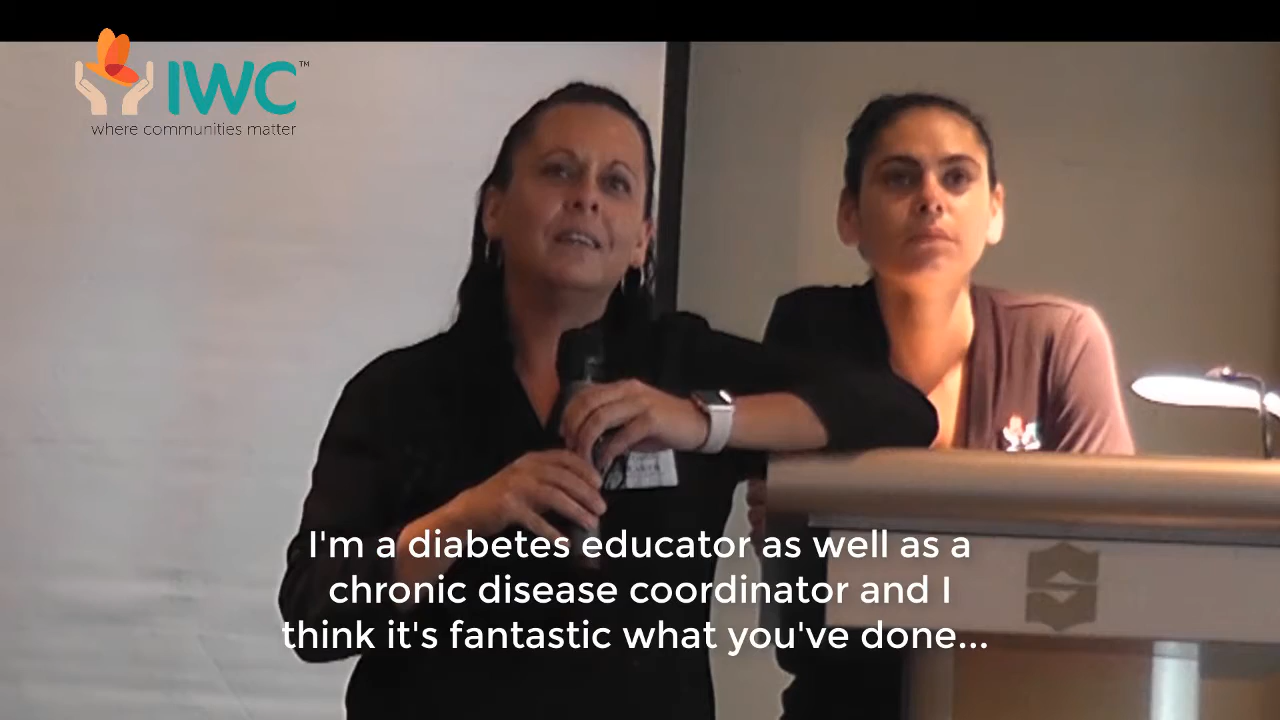 IWC™
where communities matter
I'm a diabetes educator as well as a
chronic disease coordinator and I
think it's fantastic what you've done...